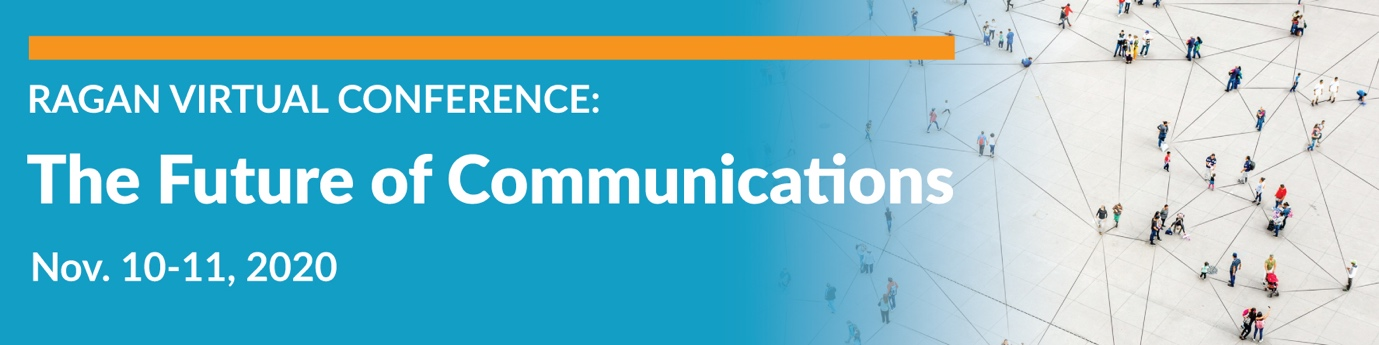 RAGAN VIRTUAL CONFERENCE:
The Future of Communications
Nov. 10-11, 2020